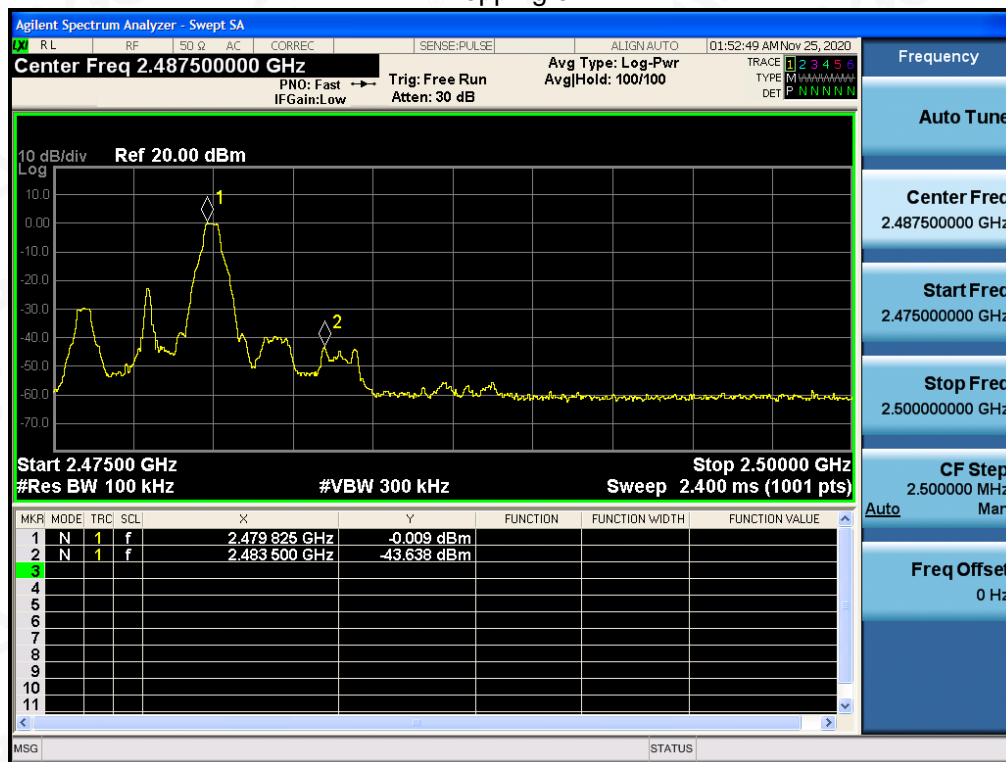 Agilent Spectrum Analyzer - Swept SA
LXI RL RF 50 Ω AC CORREC SENSE:PULSE ALIGN AUTO 01:52:49 AM Nov 25, 2020
Center Freq 2.487500000 GHz Avg Type: Log-Pwr TRACE 1 2 3 4 5 6
PNO: Fast Trig: Free Run Avg|Hold: 100/100 TYPE M
IFGain:Low Atten: 30 dB DET P N N N N N
10 dB/div Ref 20.00 dBm
Log
10.0
0.00
-10.0
-20.0
-30.0
-40.0
-50.0
-60.0
-70.0
1
2
Start 2.47500 GHz Stop 2.50000 GHz
#Res BW 100 kHz #VBW 300 kHz Sweep 2.400 ms (1001 pts)
MKR MODE TRC SCL X Y FUNCTION FUNCTION WIDTH FUNCTION VALUE
1 N 1 f 2.479 825 GHz -0.009 dBm
2 N 1 f 2.483 500 GHz -43.638 dBm
3
4
5
6
7
8
9
10
11
MSG STATUS
Frequency
Auto Tune
Center Freq
2.487500000 GHz
Start Freq
2.475000000 GHz
Stop Freq
2.500000000 GHz
CF Step
2.500000 MHz
Auto Man
Freq Offset
0 Hz